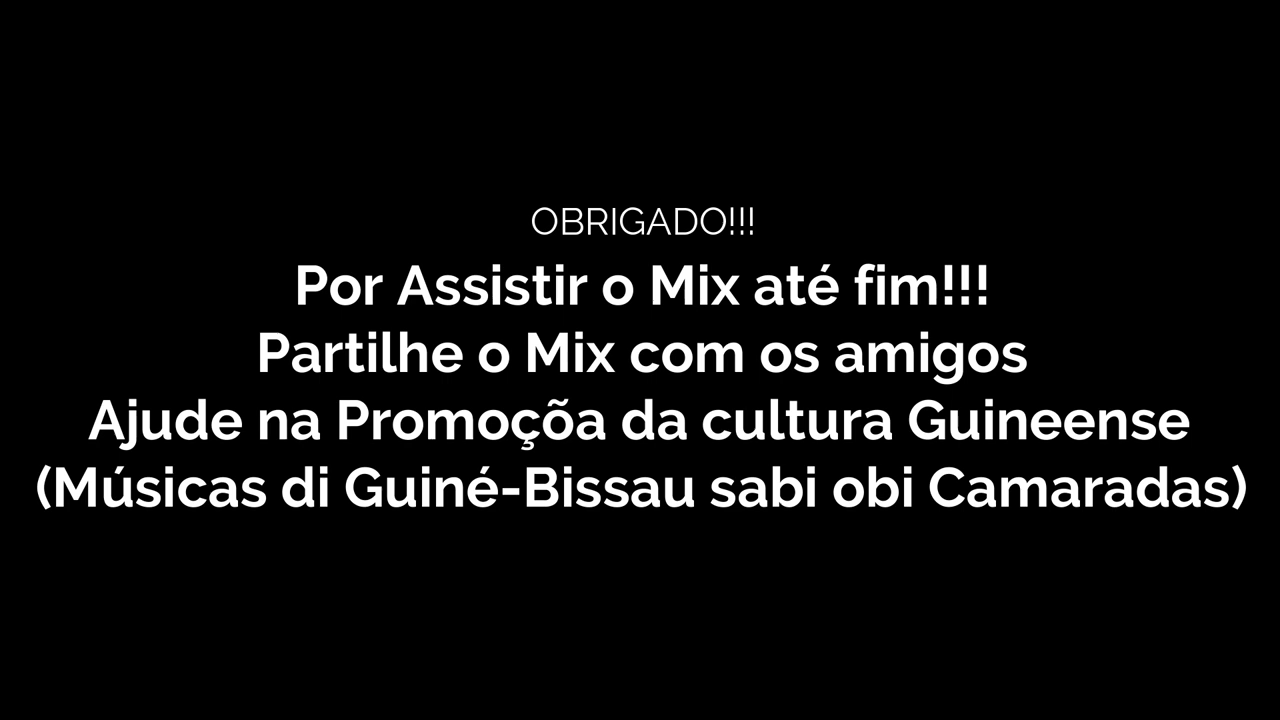 OBRIGADO!!!
Por Assistir o Mix até fim!!!
Partilhe o Mix com os amigos
Ajude na Promoçõa da cultura Guineense
(Músicas di Guiné-Bissau sabi obi Camaradas)